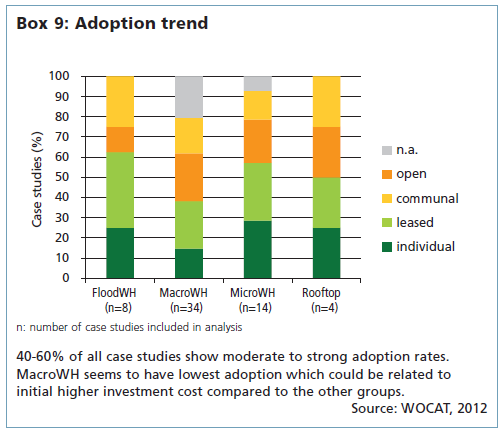 Box 9: Adoption trend
Case studies (%)
100
90
80
70
60
50
40
30
20
10
0
n.a.
open
communal
leased
individual
FloodWH MacroWH MicroWH Rooftop
(n=8) (n=34) (n=14) (n=4)
n: number of case studies included in analysis
40-60% of all case studies show moderate to strong adoption rates.
MacroWH seems to have lowest adoption which could be related to
initial higher investment cost compared to the other groups.
Source: WOCAT, 2012